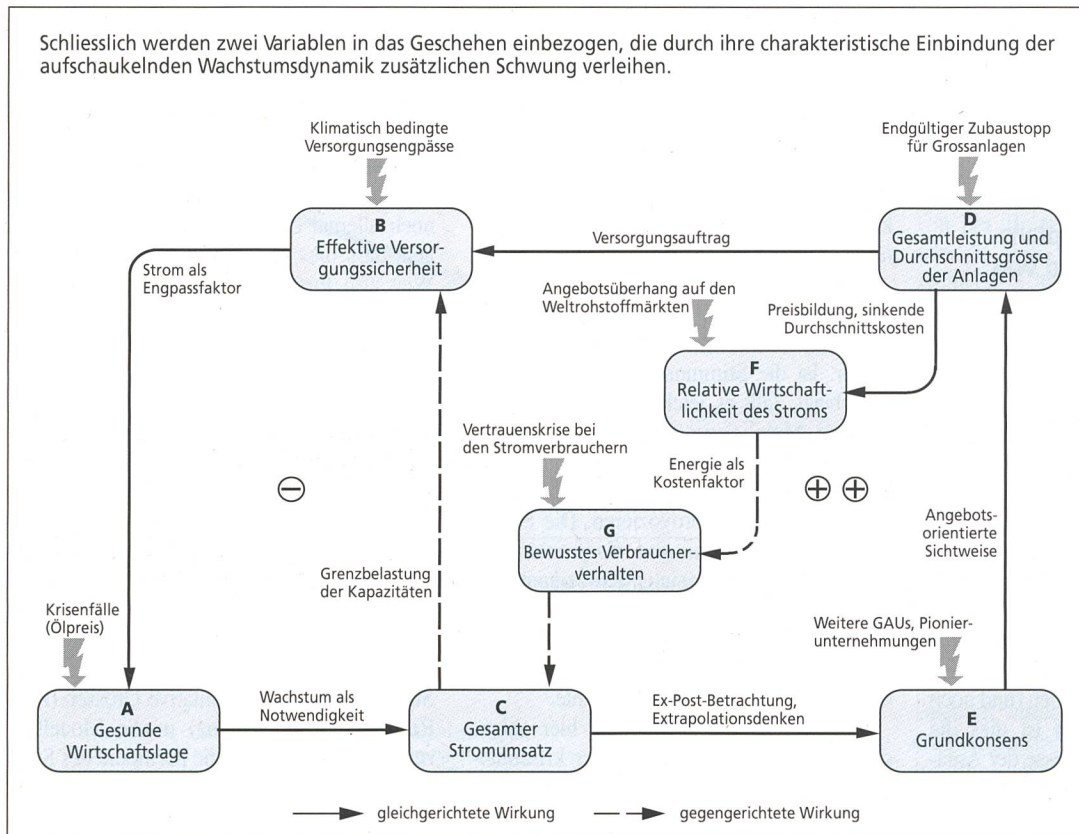 Schliesslich werden zwei Variablen in das Geschehen einbezogen, die durch ihre charakteristische Einbindung der
aufschaukelnden Wachstumsdynamik zusätzlichen Schwung verleihen.
Klimatisch bedingte
Versorgungsengpässe
Endgültiger Zubaustopp
für Grossanlagen
B
Effektive Versor-
gungssicherheit
Versorgungsauftrag
D
Gesamtleistung und
Durchschnittsgrösse
der Anlagen
Strom als
Engpassfaktor
Angebotsüberhang auf den
Weltrohstoffmärkten
Preisbildung, sinkende
Durchschnittskosten
F
Relative Wirtschaft-
lichkeit des Stroms
Vertrauenskrise bei
den Stromverbrauchern
Energie als
Kostenfaktor
G
Bewusstes Verbraucher-
verhalten
Angebots-
orientierte
Sichtweise
Grenzbelastung
der Kapazitäten
Krisenfälle
(Ölpreis)
Weitere GAUs, Pionier-
unternehmungen
A
Gesunde
Wirtschaftslage
Wachstum als
Notwendigkeit
C
Gesamter
Stromumsatz
Ex-Post-Betrachtung,
Extrapolationsdenken
E
Grundkonsens
gleichgerichtete Wirkung
gegengerichtete Wirkung